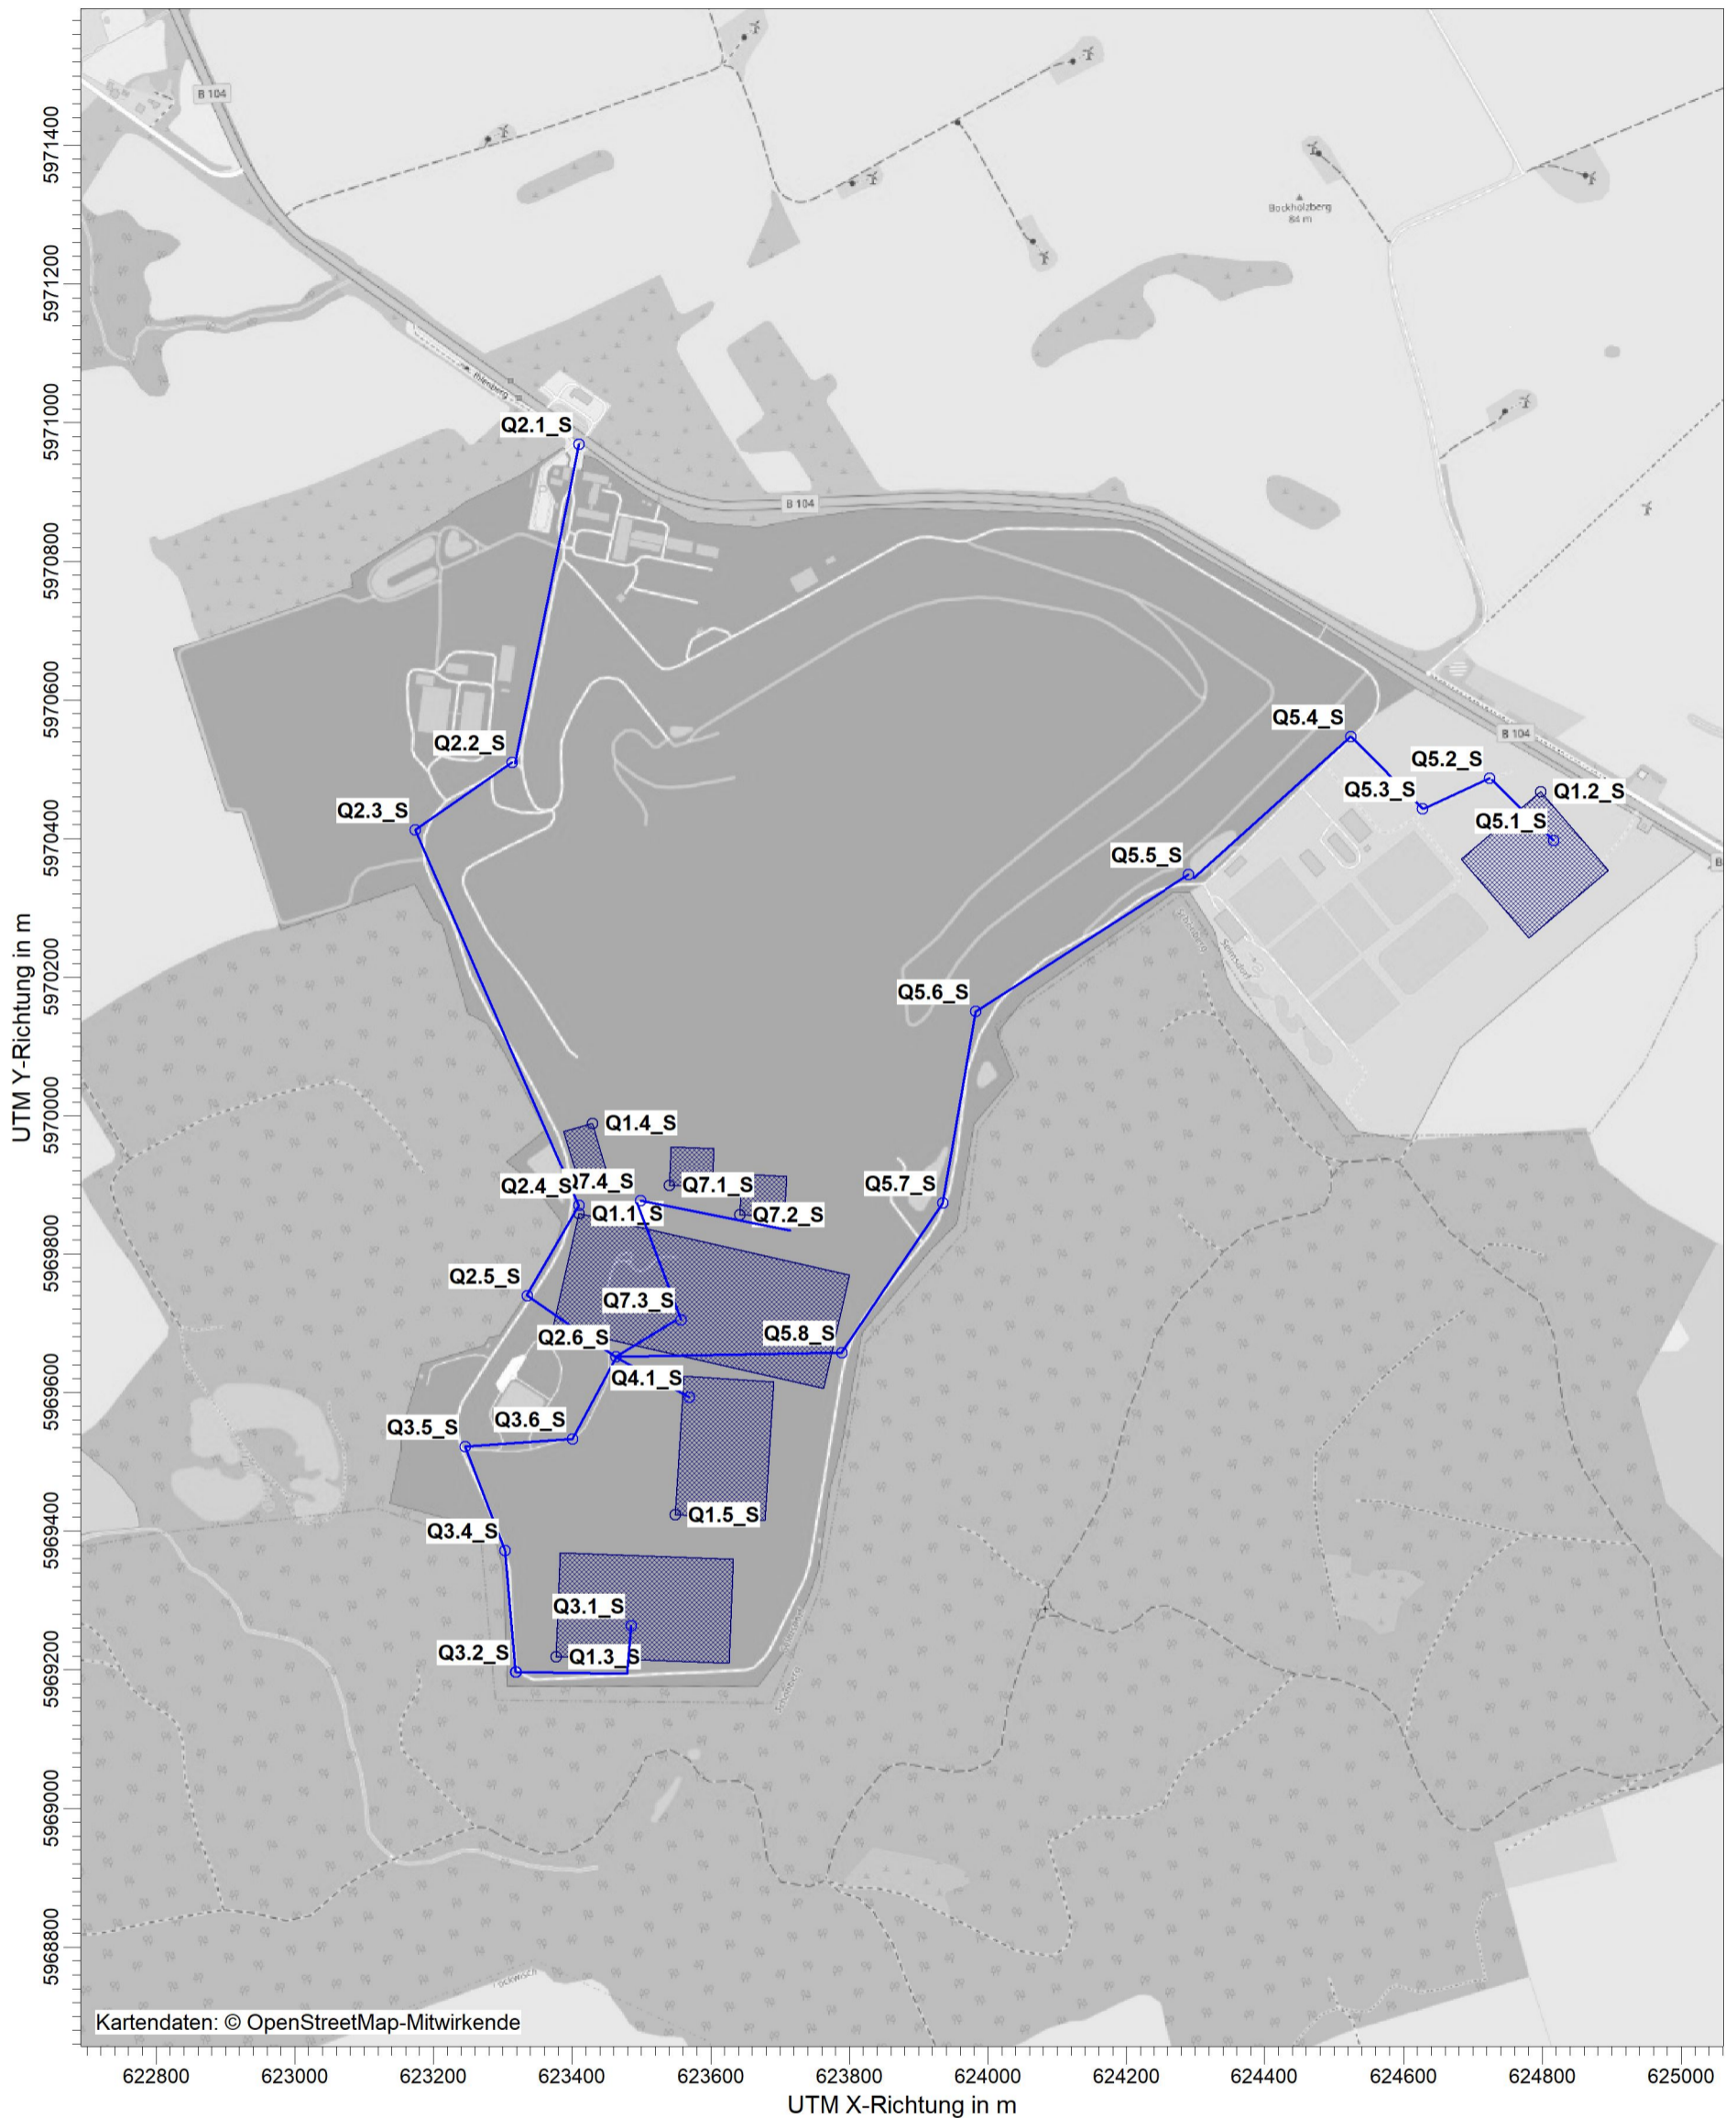 B 104
5971400
Bockholzberg
84 m
5971200
Ihlenberg
5971000
Q2.1_S
B 104
5970800
5970600
Q5.4_S
B 104
Q2.2_S
Q5.2_S
Q5.3_S
Q1.2_S
Q2.3_S
Q5.1_S
5970400
Q5.5_S
B
Selmsdorf
5970200
Q5.6_S
UTM Y-Richtung in m
5970000
Q1.4_S
Q7.4_S
Q2.4_S
Q7.1_S
Q5.7_S
Q1.1_S
Q7.2_S
5969800
Q2.5_S
Q7.3_S
Q2.6_S
Q5.8_S
5969600
Q4.1_S
Q3.6_S
Q3.5_S
Q1.5_S
5969400
Q3.4_S
Q3.1_S
5969200
Q3.2_S
Q1.3_S
Schönberg
5969000
5968800
Kartendaten: © OpenStreetMap-Mitwirkende
622800 623000 623200 623400 623600 623800 624000 624200 624400 624600 624800 625000
UTM X-Richtung in m